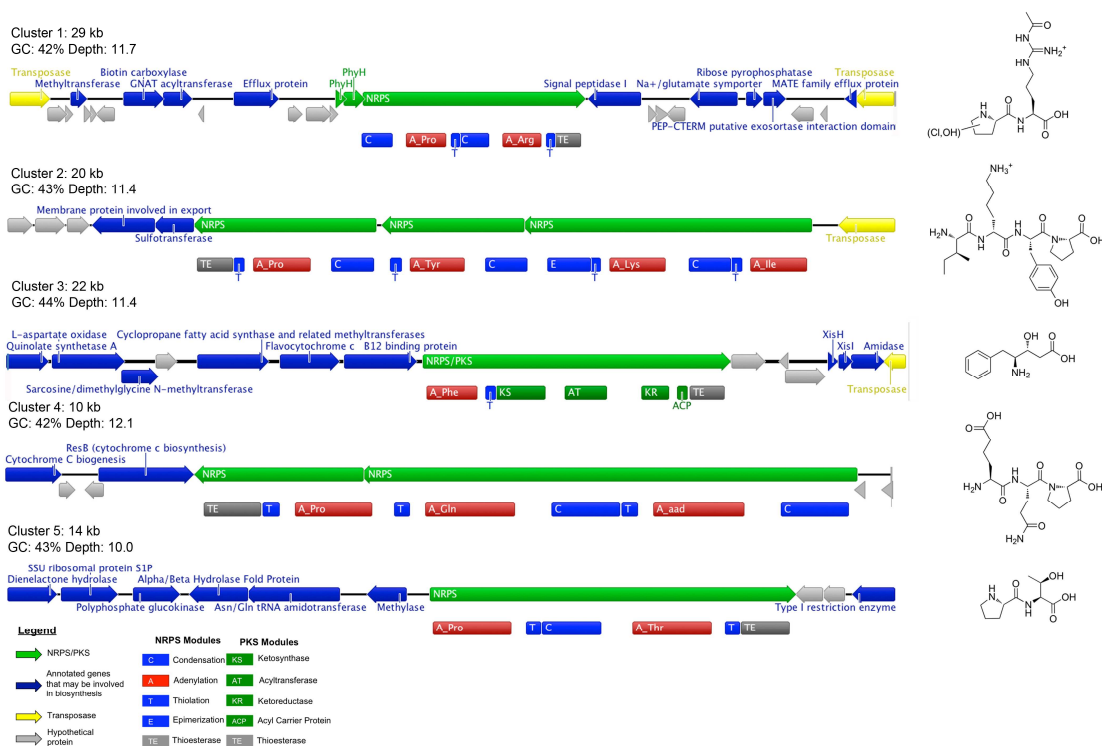 Cluster 1: 29 kb
GC: 42% Depth: 11.7
Transposase
Methyltransferase
Biotin carboxylase
GNAT acyltransferase
Efflux protein
PhyH
PhyH
NRPS
Signal peptidase I
Na+/glutamate symporter
Ribose pyrophosphatase
MATE family efflux protein
Transposase
PEP-CTERM putative exosortase interaction domain
C A_Pro T C A_Arg T TE
(Cl,OH)
HN N NH2+ O N H O OH
Cluster 2: 20 kb
GC: 43% Depth: 11.4
Membrane protein involved in export
Sulfotransferase
NRPS NRPS NRPS
Transposase
TE T A_Pro C T A_Tyr C E T A_Lys C T A_Ile
NH3+
H2N O H N O H N O N O OH
OH
Cluster 3: 22 kb
GC: 44% Depth: 11.4
L-aspartate oxidase
Quinolate synthetase A
Cyclopropane fatty acid synthase and related methyltransferases
Flavocytochrome c
B12 binding protein
Sarcosine/dimethylglycine N-methyltransferase
NRPS/PKS
XisH
XisI
Amidase
Transposase
A_Phe T KS AT KR ACP TE
OH O OH NH2
Cluster 4: 10 kb
GC: 42% Depth: 12.1
Cytochrome C biogenesis
ResB (cytochrome c biosynthesis)
NRPS NRPS
TE T A_Pro T A_Gln C T A_aad C
OH O
H2N O HN O N O OH
H2N O
Cluster 5: 14 kb
GC: 43% Depth: 10.0
SSU ribosomal protein S1P
Dienelactone hydrolase
Alpha/Beta Hydrolase Fold Protein
Polyphosphate glucokinase
Asn/Gln tRNA amidotransferase
Methylase
NRPS
Type I restriction enzyme
A_Pro T C A_Thr T TE
H N O N H OH O OH
Legend
NRPS/PKS
Annotated genes
that may be involved
in biosynthesis
Transposase
Hypothetical
protein
NRPS Modules
C Condensation
A Adenylation
T Thiolation
E Epimerization
TE Thioesterase
PKS Modules
KS Ketosynthase
AT Acyltransferase
KR Ketoreductase
ACP Acyl Carrier Protein
TE Thioesterase